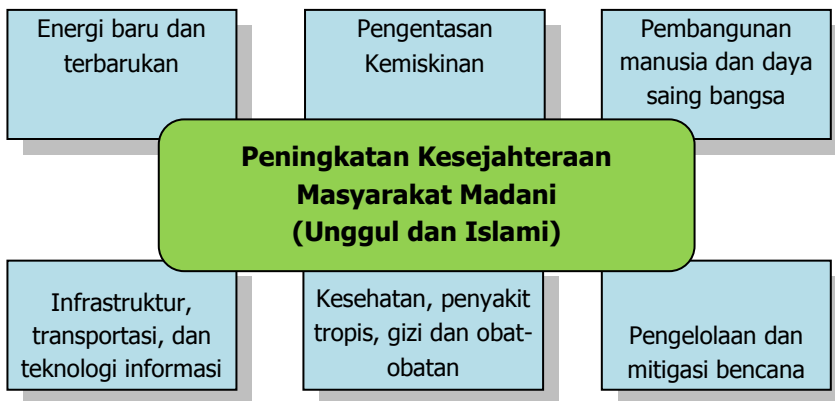 Energi baru dan
terbarukan
Pengentasan
Kemiskinan
Pembangunan
manusia dan daya
saing bangsa
Peningkatan Kesejahteraan
Masyarakat Madani
(Unggul dan Islami)
Infrastruktur,
transportasi, dan
teknologi informasi
Kesehatan, penyakit
tropis, gizi dan obat-
obatan
Pengelolaan dan
mitigasi bencana